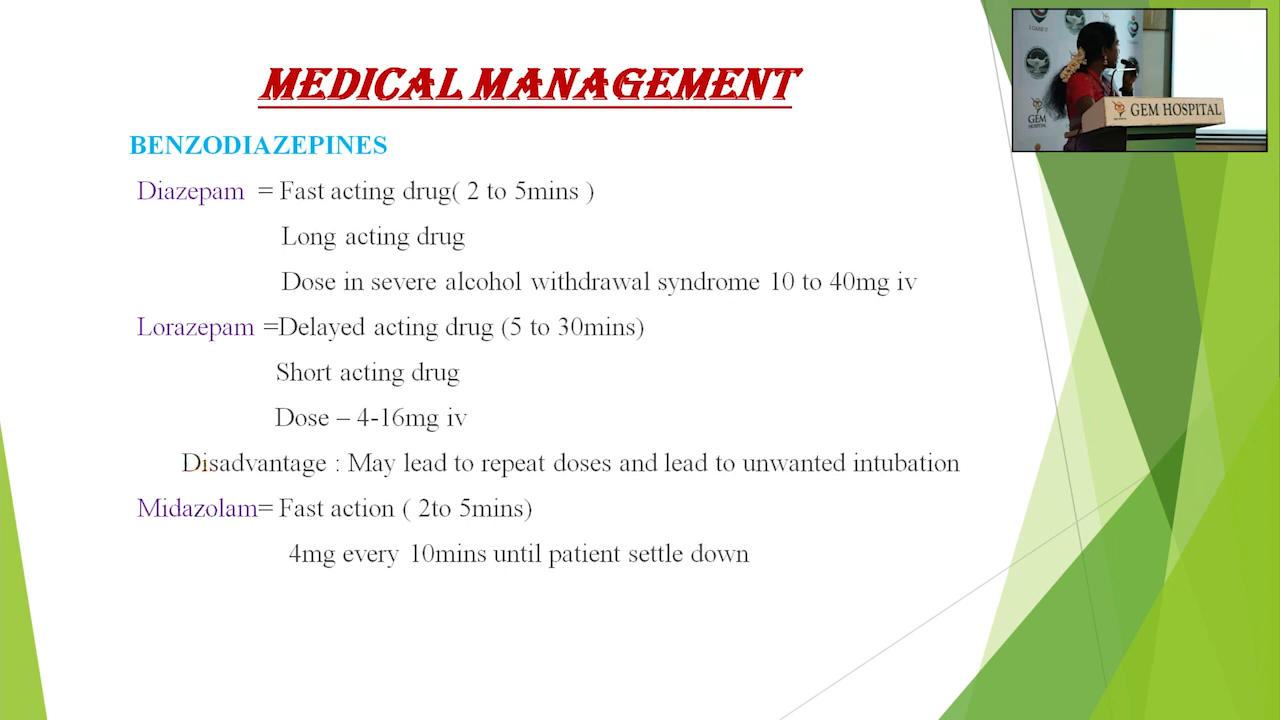 MEDICAL MANAGEMENT
BENZODIAZEPINES
Diazepam = Fast acting drug( 2 to 5mins )
Long acting drug
Dose in severe alcohol withdrawal syndrome 10 to 40mg iv
Lorazepam =Delayed acting drug (5 to 30mins)
Short acting drug
Dose – 4-16mg iv
Disadvantage : May lead to repeat doses and lead to unwanted intubation
Midazolam= Fast action ( 2to 5mins)
4mg every 10mins until patient settle down
I CARE U
GEM
HOSPITAL
GEM HOSPITAL